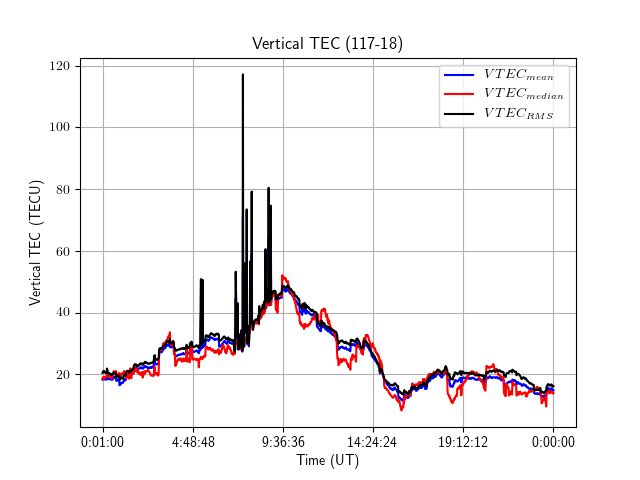 Vertical TEC (117-18)
VTEC_mean
VTEC_median
VTEC_RMS
Vertical TEC (TECU)
120
100
80
60
40
20
0:01:00 4:48:48 9:36:36 14:24:24 19:12:12 0:00:00
Time (UT)